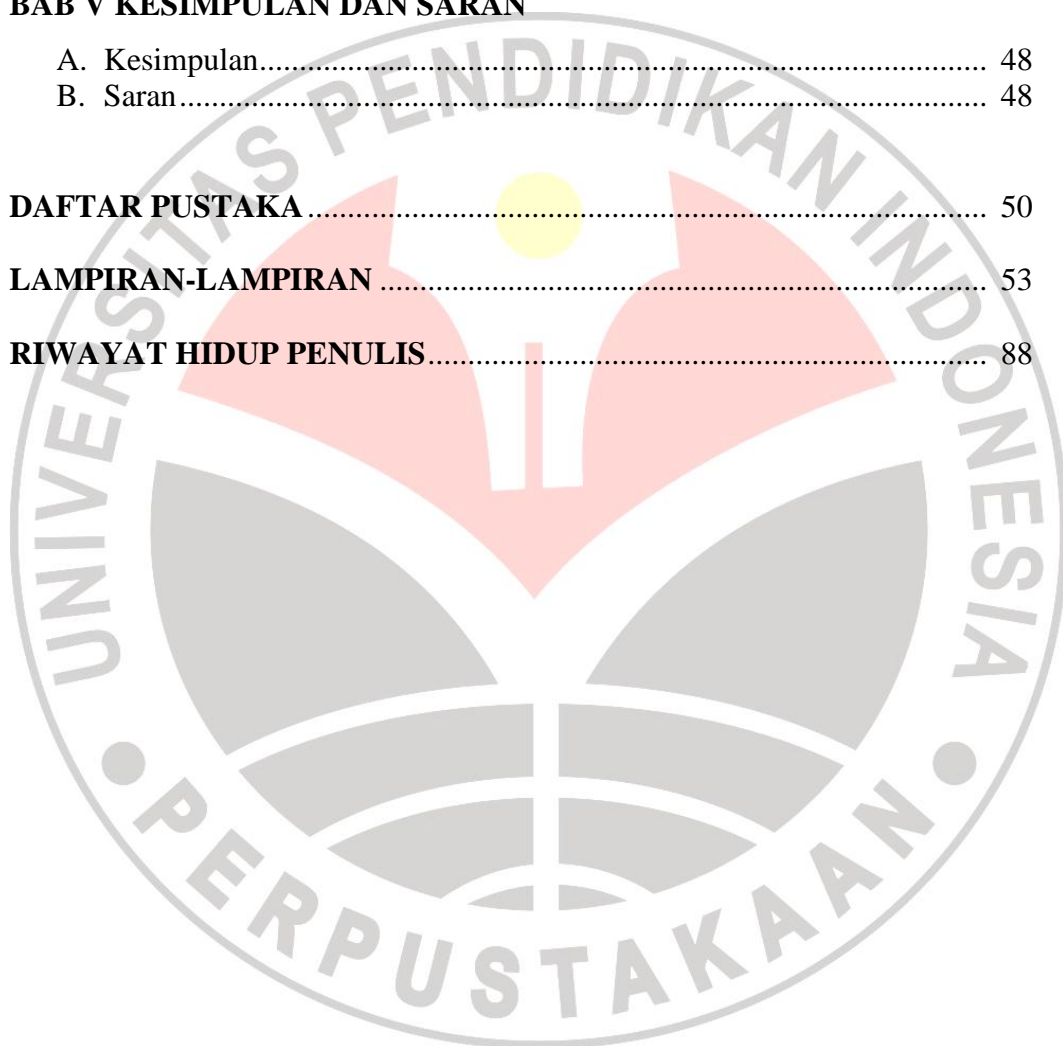 BAB V KESIMPULAN DAN SARAN
A. Kesimpulan.......................................................................................... 48
B. Saran.................................................................................................... 48
DAFTAR PUSTAKA.................................................................................... 50
LAMPIRAN-LAMPIRAN ........................................................................... 53
RIWAYAT HIDUP PENULIS...................................................................... 88
UNIVERSITAS PENDIDIKAN INDONESIA
PERPUSTAKAAN